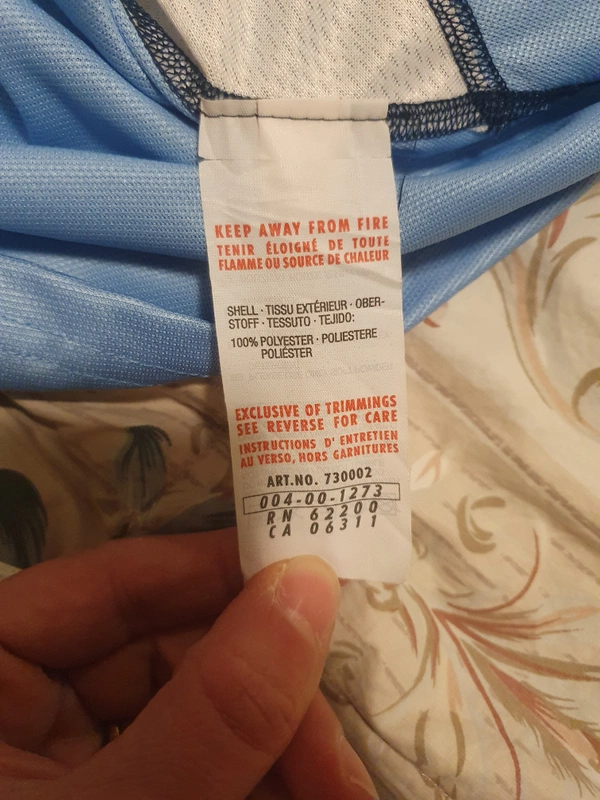 KEEP AWAY FROM FIRE
TENIR ÉLOIGNÉ DE TOUTE
FLAMME OU SOURCE DE CHALEUR
SHELL · TISSU EXTÉRIEUR · OBER-
STOFF · TESSUTO · TEJIDO:
100% POLYESTER · POLIESTERE
POLIÉSTER
EXCLUSIVE OF TRIMMINGS
SEE REVERSE FOR CARE
INSTRUCTIONS D' ENTRETIEN
AU VERSO, HORS GARNITURES
ART.NO. 730002
004-00-1273
RN 62200
CA 06311